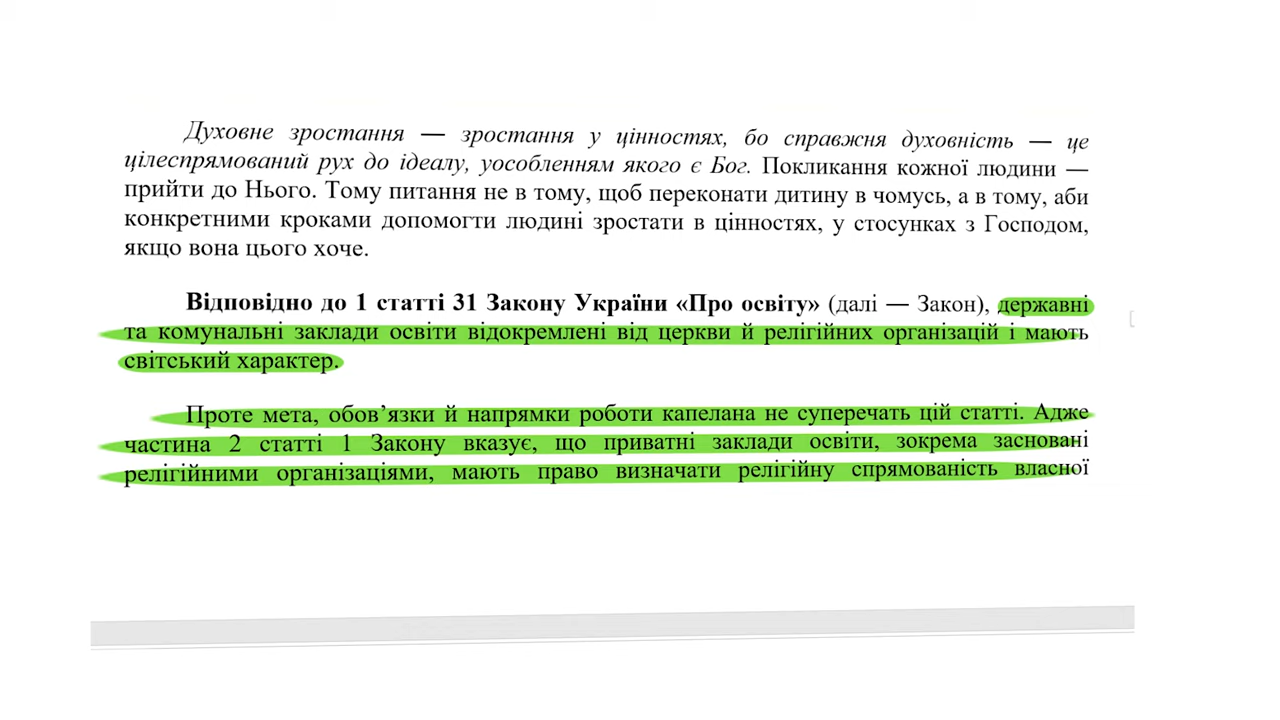 Духовне зростання — зростання у цінностях, бо справжня духовність — це
цілеспрямований рух до ідеалу, уособленням якого є Бог. Покликання кожної людини —
прийти до Нього. Тому питання не в тому, щоб переконати дитину в чомусь, а в тому, аби
конкретними кроками допомогти людині зростати в цінностях, у стосунках з Господом,
якщо вона цього хоче.
Відповідно до 1 статті 31 Закону України «Про освіту» (далі — Закон), державні
та комунальні заклади освіти відокремлені від церкви й релігійних організацій і мають
світський характер.
Проте мета, обов’язки й напрямки роботи капелана не суперечать цій статті. Адже
частина 2 статті 1 Закону вказує, що приватні заклади освіти, зокрема засновані
релігійними організаціями, мають право визначати релігійну спрямованість власної